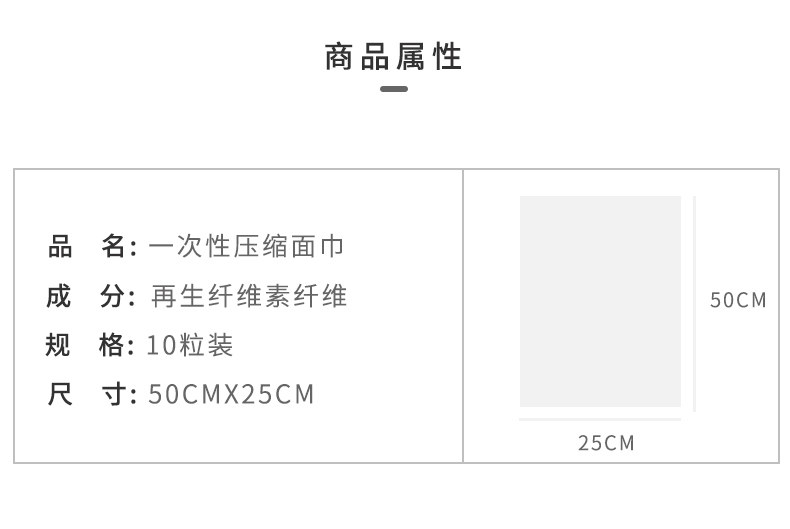 商品属性
品 名: 一次性压缩面巾
成 分: 再生纤维素纤维
规 格: 10粒装
尺 寸: 50CMX25CM
50CM
25CM